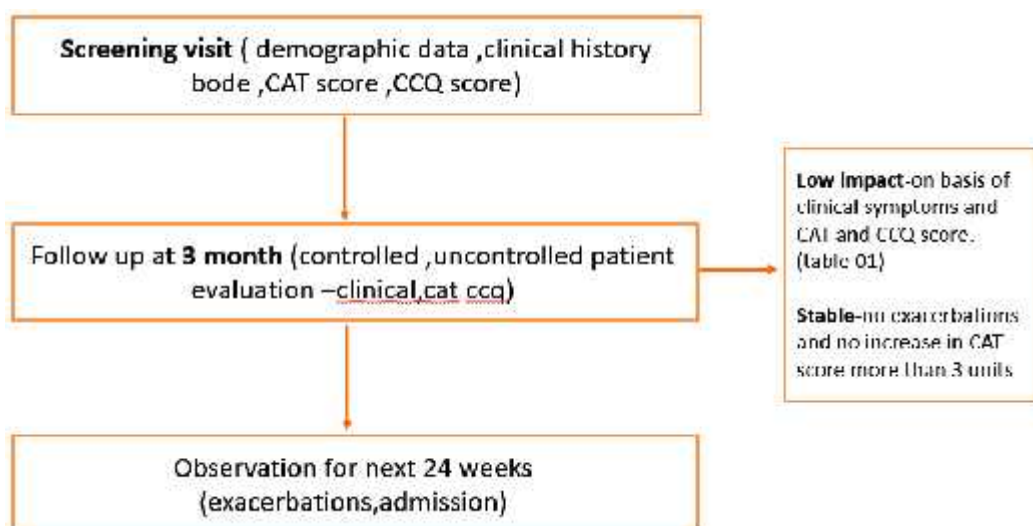 Screening visit ( demographic data ,clinical history
bode ,CAT score ,CCQ score)
Follow up at 3 month (controlled ,uncontrolled patient
evaluation –clinical,cat ccq)
Low impact-on basis of
clinical symptoms and
CAT and CCQ score.
(table 01)
Stable-no exacerbations
and no increase in CAT
score more than 3 units
Observation for next 24 weeks
(exacerbations,admission)